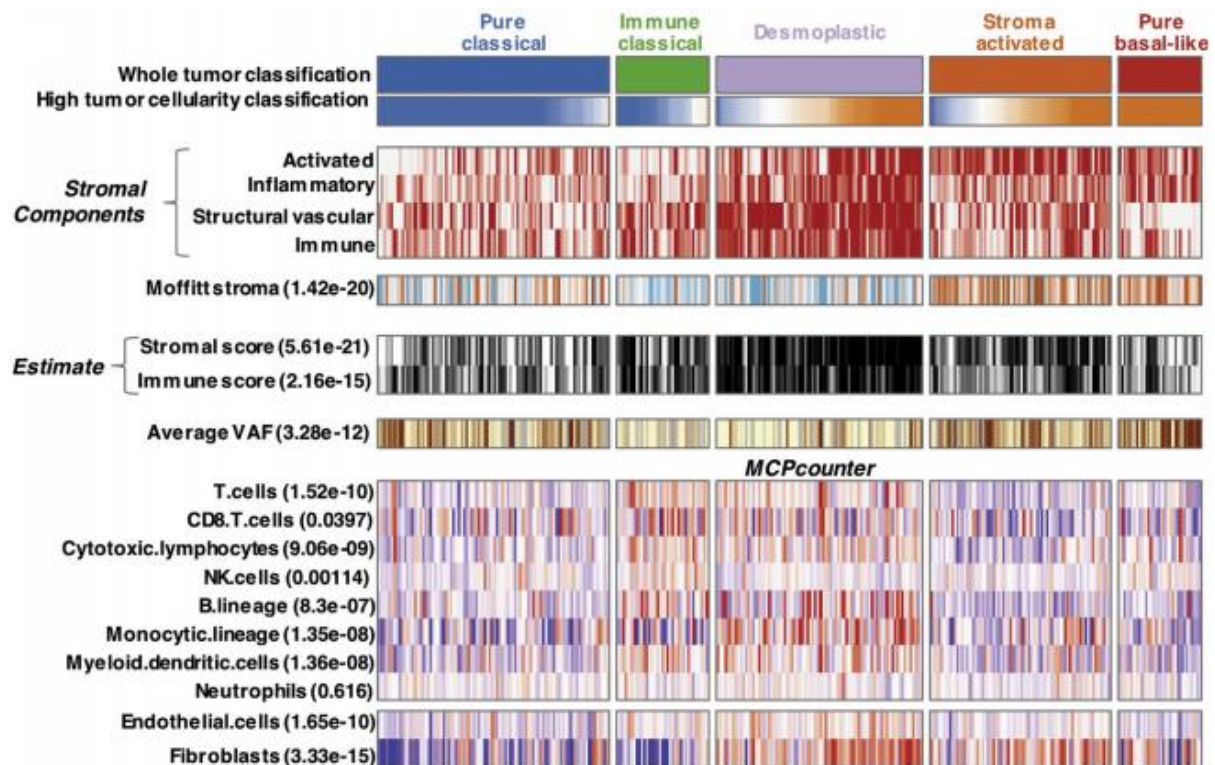 Pure classical
Immune classical
Desmoplastic
Stroma activated
Pure basal-like
Whole tumor classification
High tumor cellularity classification
Stromal Components
Activated
Inflammatory
Structural vascular
Immune
Moffitt stroma (1.42e-20)
Estimate
Stromal score (5.61e-21)
Immune score (2.16e-15)
Average VAF (3.28e-12)
MCPcounter
T.cells (1.52e-10)
CD8.T.cells (0.0397)
Cytotoxic.lymphocytes (9.06e-09)
NK.cells (0.00114)
B.lineage (8.3e-07)
Monocytic.lineage (1.35e-08)
Myeloid.dendritic.cells (1.36e-08)
Neutrophils (0.616)
Endothelial.cells (1.65e-10)
Fibroblasts (3.33e-15)